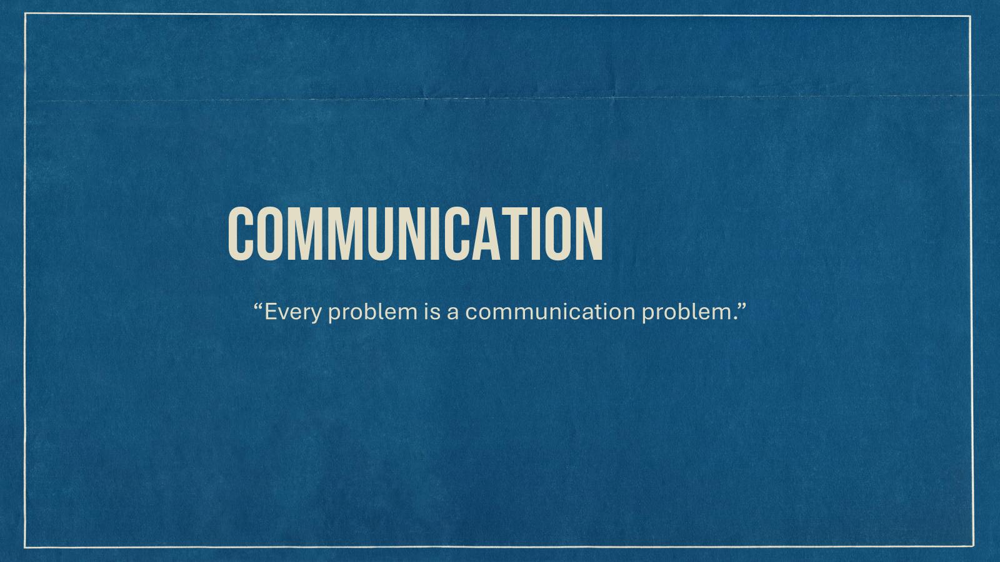 COMMUNICATION
“Every problem is a communication problem.”